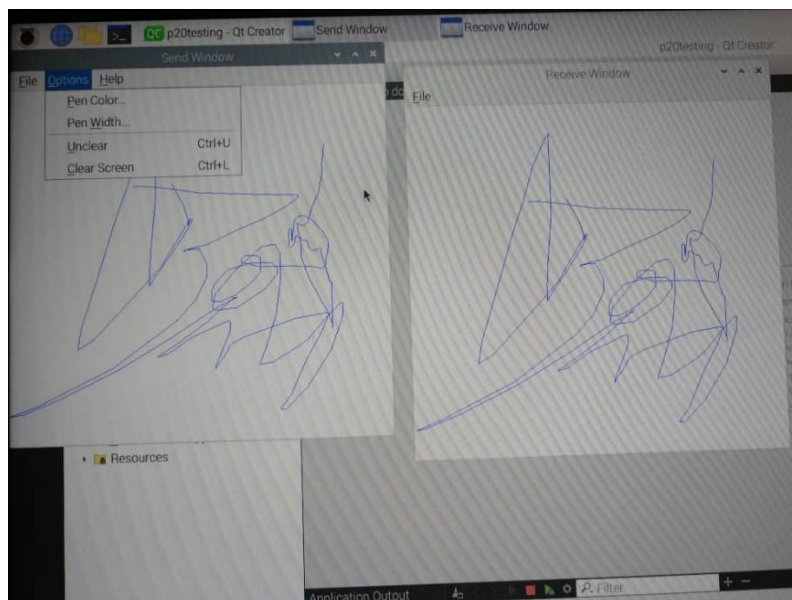 p20testing - Qt Creator
Send Window
Receive Window
p20testing - Qt Creator
Send Window
File Options Help
Pen Color...
Pen Width...
Unclear Ctrl+U
Clear Screen Ctrl+L
Receive Window
File
Resources
Application Output
Filter